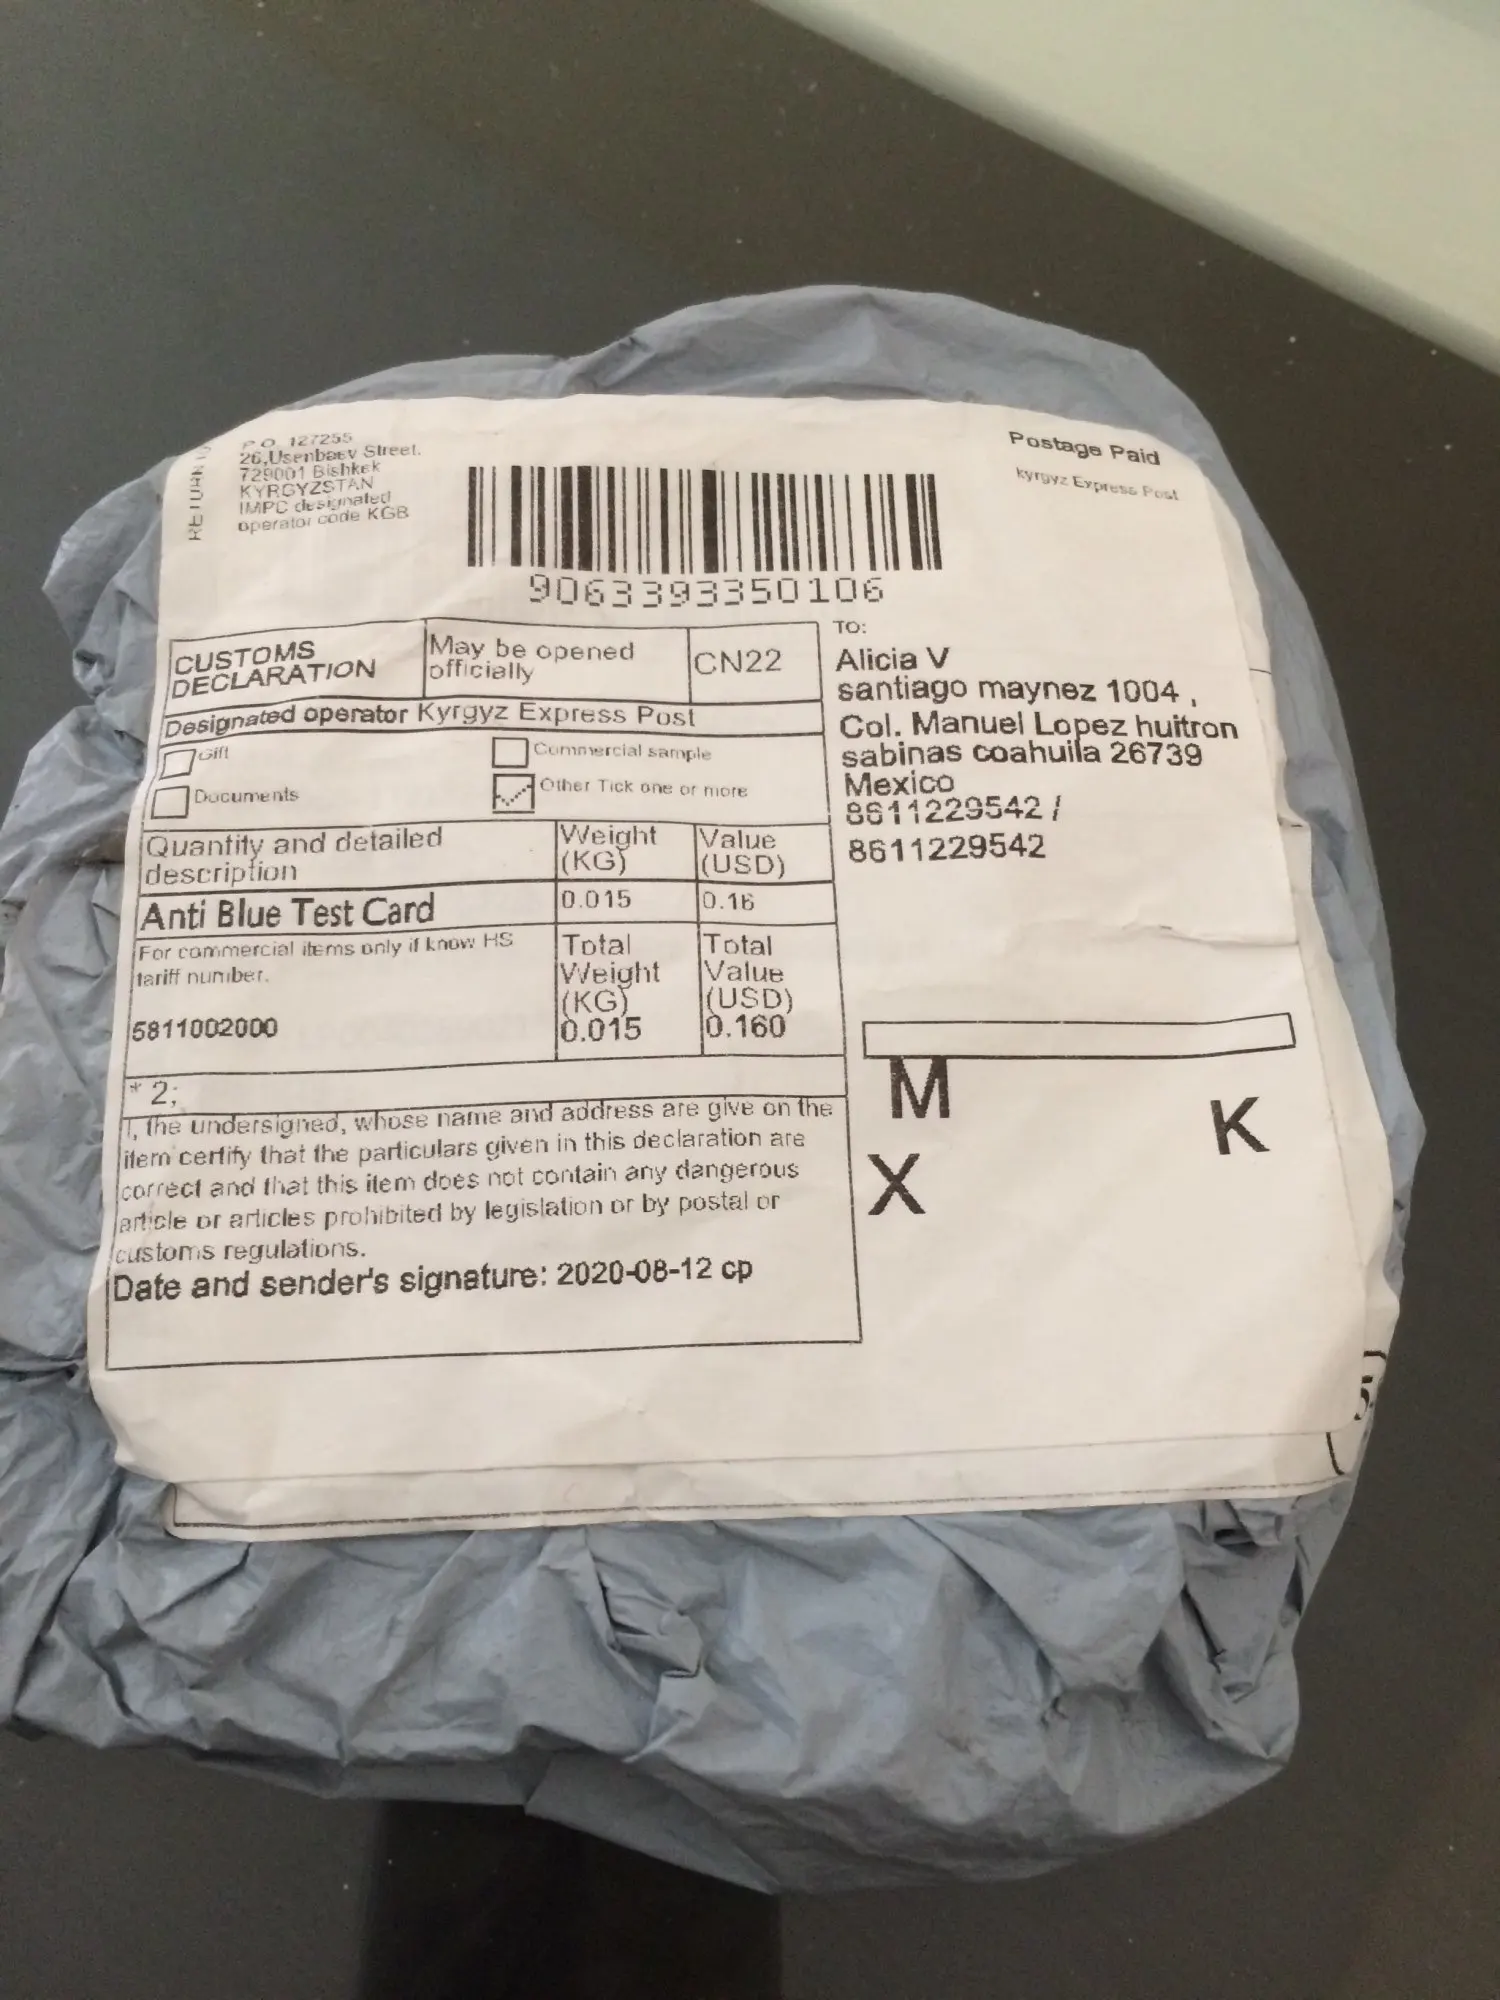 RETURN
P.O. 127255
26,Usenbaev Street.
729001 Bishkek
KYRGYZSTAN
IMPC designated
operator code KGB
9063393350106
Postage Paid
Kyrgyz Express Post
CUSTOMS
DECLARATION
May be opened
officially
CN22
Designated operator Kyrgyz Express Post
Gift
Commercial sample
Documents
Other Tick one or more
Quantity and detailed
description
Weight
(KG)
Value
(USD)
Anti Blue Test Card
0.015
0.16
For commercial items only if know HS
tariff number.
5811002000
Total
Weight
(KG)
0.015
Total
Value
(USD)
0.160
* 2;
I, the undersigned, whose name and address are give on the
item certify that the particulars given in this declaration are
correct and that this item does not contain any dangerous
article or articles prohibited by legislation or by postal or
customs regulations.
Date and sender's signature: 2020-08-12 cp
TO:
Alicia V
santiago maynez 1004 ,
Col. Manuel Lopez huitron
sabinas coahuila 26739
Mexico
8611229542 /
8611229542
M
K
X
5